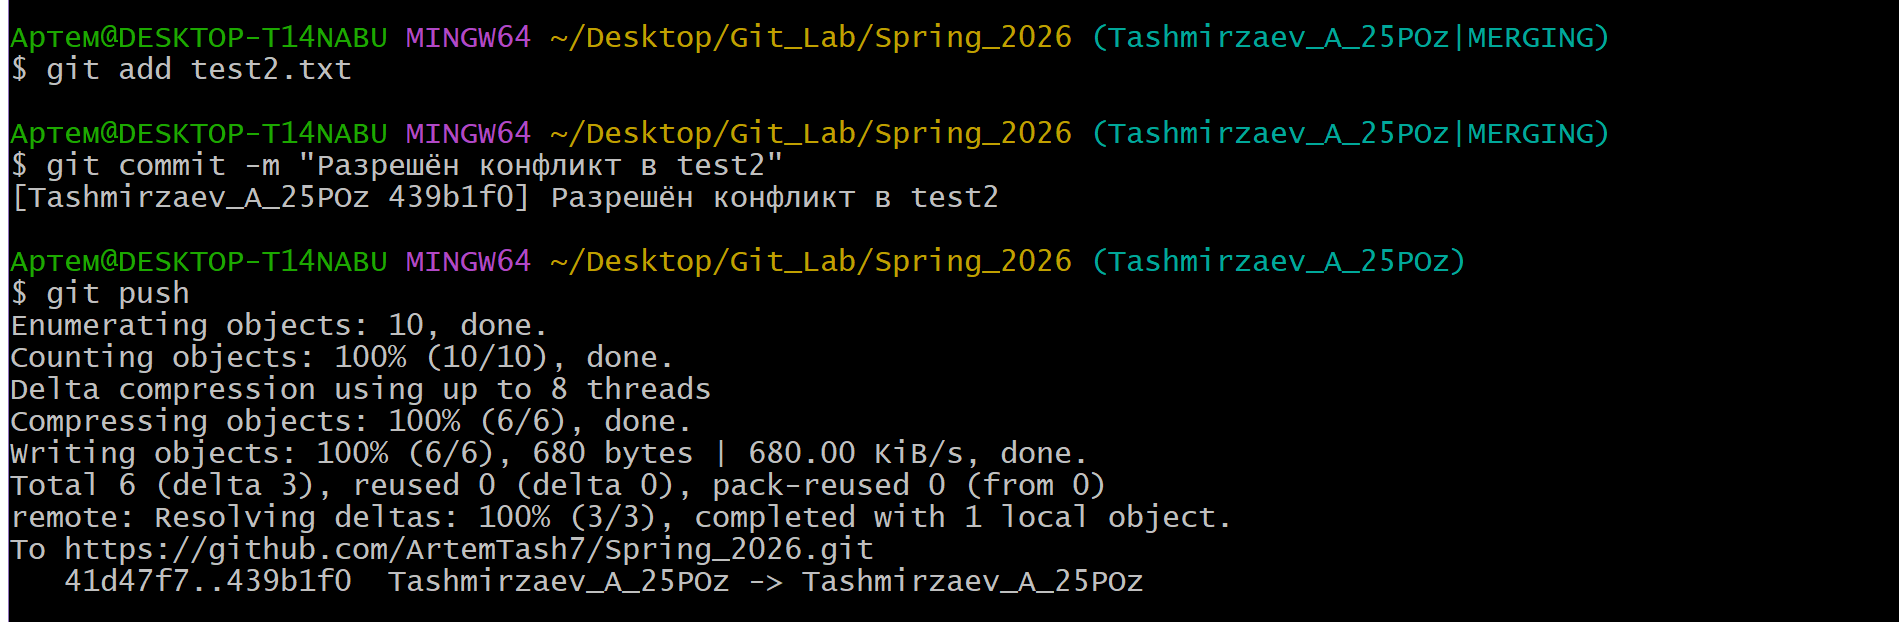 Артем@DESKTOP-T14NABU MINGW64 ~/Desktop/Git_Lab/Spring_2026 (Tashmirzaev_A_25POz|MERGING)
$ git add test2.txt
Артем@DESKTOP-T14NABU MINGW64 ~/Desktop/Git_Lab/Spring_2026 (Tashmirzaev_A_25POz|MERGING)
$ git commit -m "Разрешён конфликт в test2"
[Tashmirzaev_A_25POz 439b1f0] Разрешён конфликт в test2
Артем@DESKTOP-T14NABU MINGW64 ~/Desktop/Git_Lab/Spring_2026 (Tashmirzaev_A_25POz)
$ git push
Enumerating objects: 10, done.
Counting objects: 100% (10/10), done.
Delta compression using up to 8 threads
Compressing objects: 100% (6/6), done.
Writing objects: 100% (6/6), 680 bytes | 680.00 KiB/s, done.
Total 6 (delta 3), reused 0 (delta 0), pack-reused 0 (from 0)
remote: Resolving deltas: 100% (3/3), completed with 1 local object.
To https://github.com/ArtemTash7/Spring_2026.git
   41d47f7..439b1f0  Tashmirzaev_A_25POz -> Tashmirzaev_A_25POz